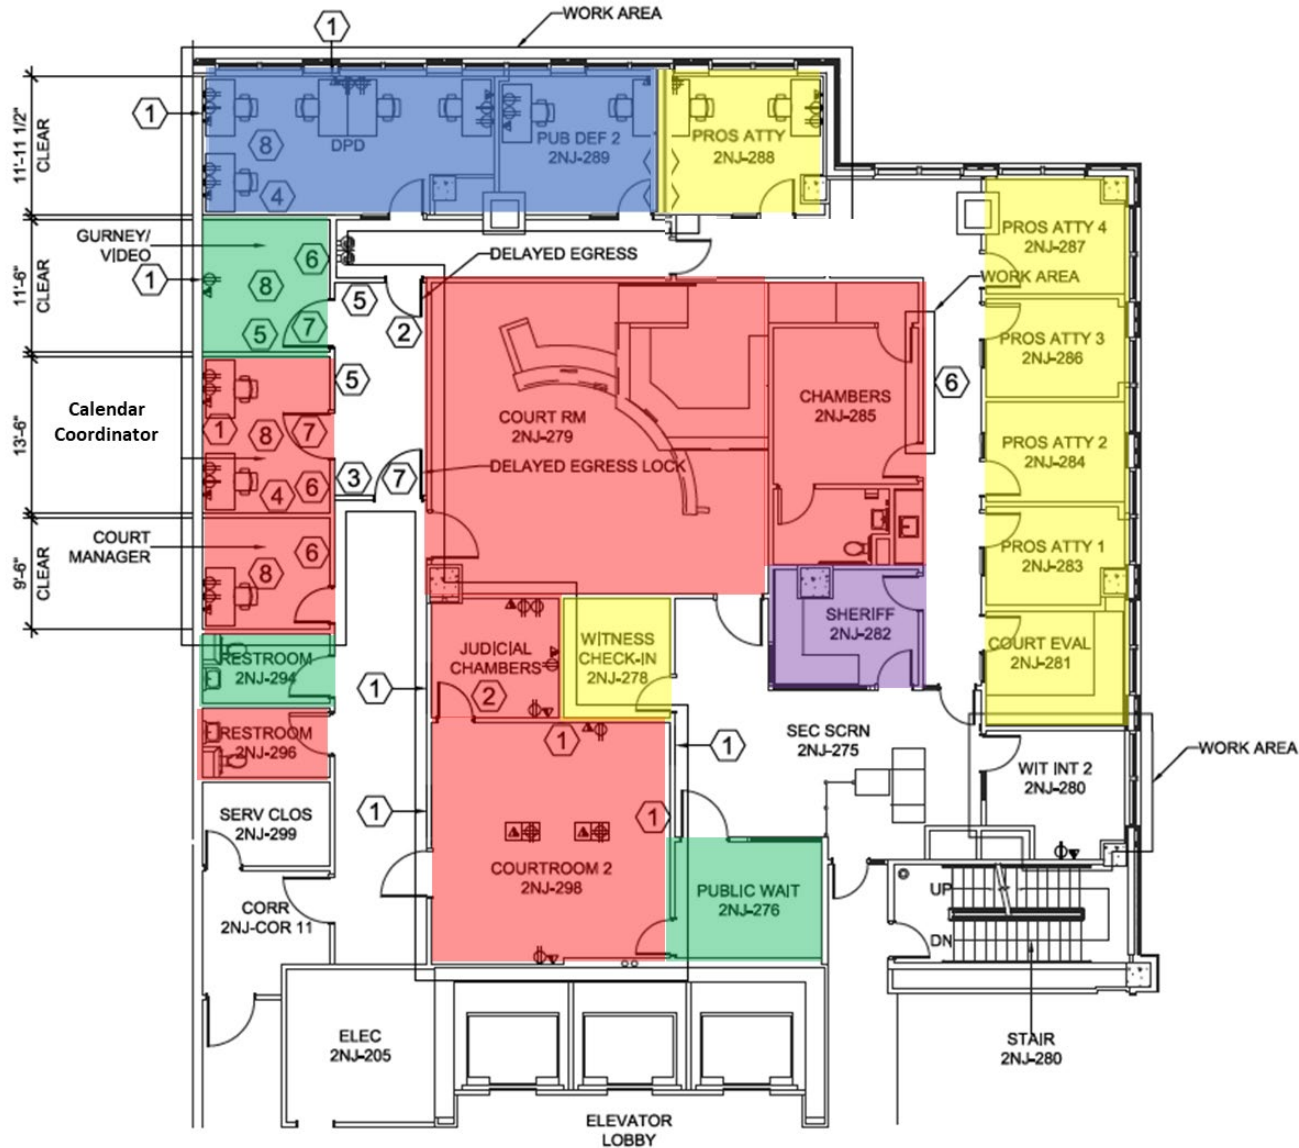 WORK AREA
1
11'-11 1/2"
CLEAR
1
8
4
DPD
PUB DEF 2
2NJ-289
PROS ATTY
2NJ-288
GURNEY/
VIDEO
1
11'-6"
CLEAR
6
8
5
7
DELAYED EGRESS
5
2
PROS ATTY 4
2NJ-287
WORK AREA
6
PROS ATTY 3
2NJ-286
Calendar
Coordinator
13'-6"
5
1
8
7
4
6
3
7
COURT RM
2NJ-279
DELAYED EGRESS LOCK
CHAMBERS
2NJ-285
PROS ATTY 2
2NJ-284
COURT
MANAGER
9'-6"
CLEAR
6
8
PROS ATTY 1
2NJ-283
SHERIFF
2NJ-282
COURT EVAL
2NJ-281
RESTROOM
2NJ-294
JUDICIAL
CHAMBERS
2
WITNESS
CHECK-IN
2NJ-278
1
RESTROOM
2NJ-296
1
1
SEC SCRN
2NJ-275
WIT INT 2
2NJ-280
WORK AREA
SERV CLOS
2NJ-299
1
1
COURTROOM 2
2NJ-298
PUBLIC WAIT
2NJ-276
UP
DN
CORR
2NJ-COR 11
ELEC
2NJ-205
STAIR
2NJ-280
ELEVATOR
LOBBY